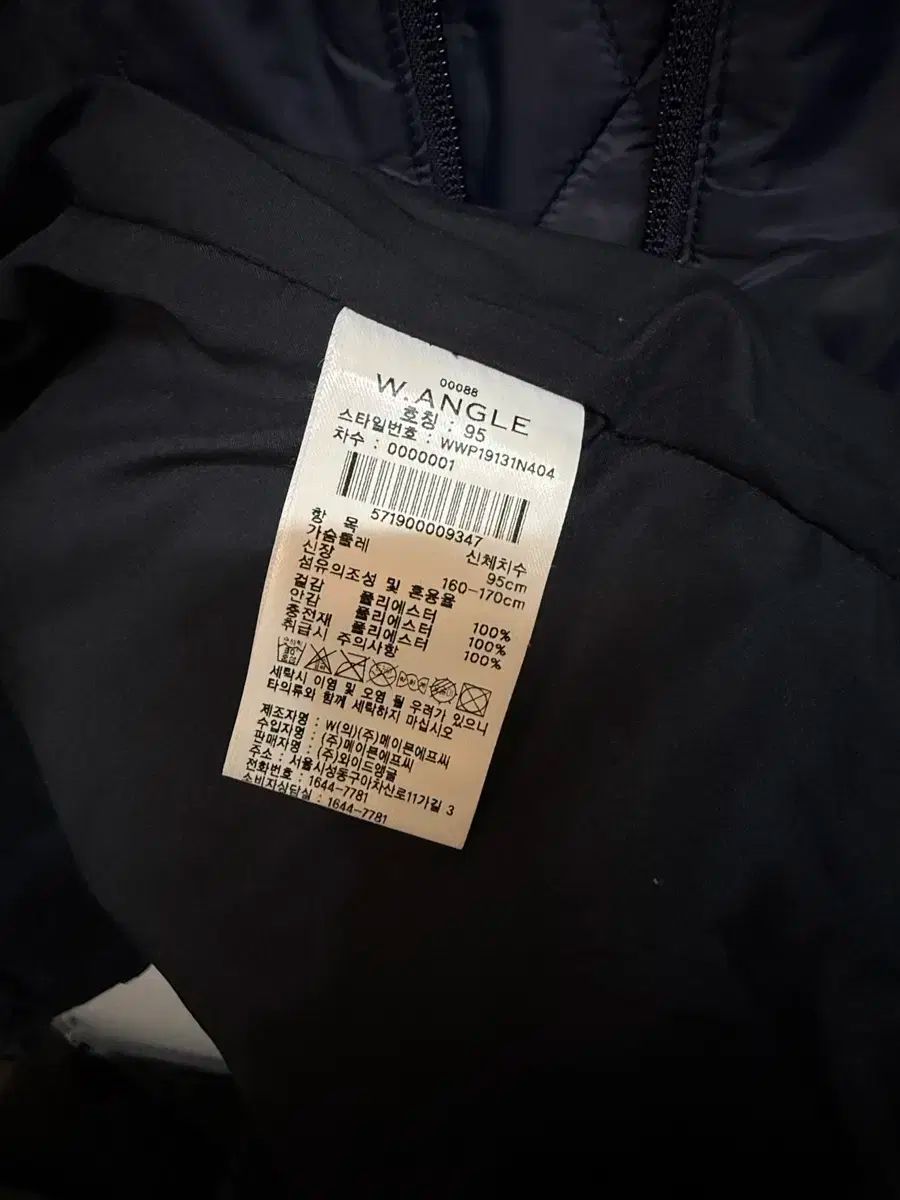 00088
W.ANGLE
호칭 : 95
스타일번호 : WWP19131N404
차수 : 0000001
571900009347
항 목 신체치수
가슴둘레 95cm
신장 160-170cm
섬유의조성 및 혼용율
겉감 폴리에스터 100%
안감 폴리에스터 100%
충전재 폴리에스터 100%
취급시 주의사항
세탁시 이염 및 오염 될 우려가 있으니
타의류와 함께 세탁하지 마십시오
제조자명 : W(의)(주)메이븐에프씨
수입자명 : (주)메이븐에프씨
판매자명 : (주)와이드앵글
주소 : 서울시성동구아차산로11가길 3
전화번호 : 1644-7781
소비자상담실 : 1644-7781